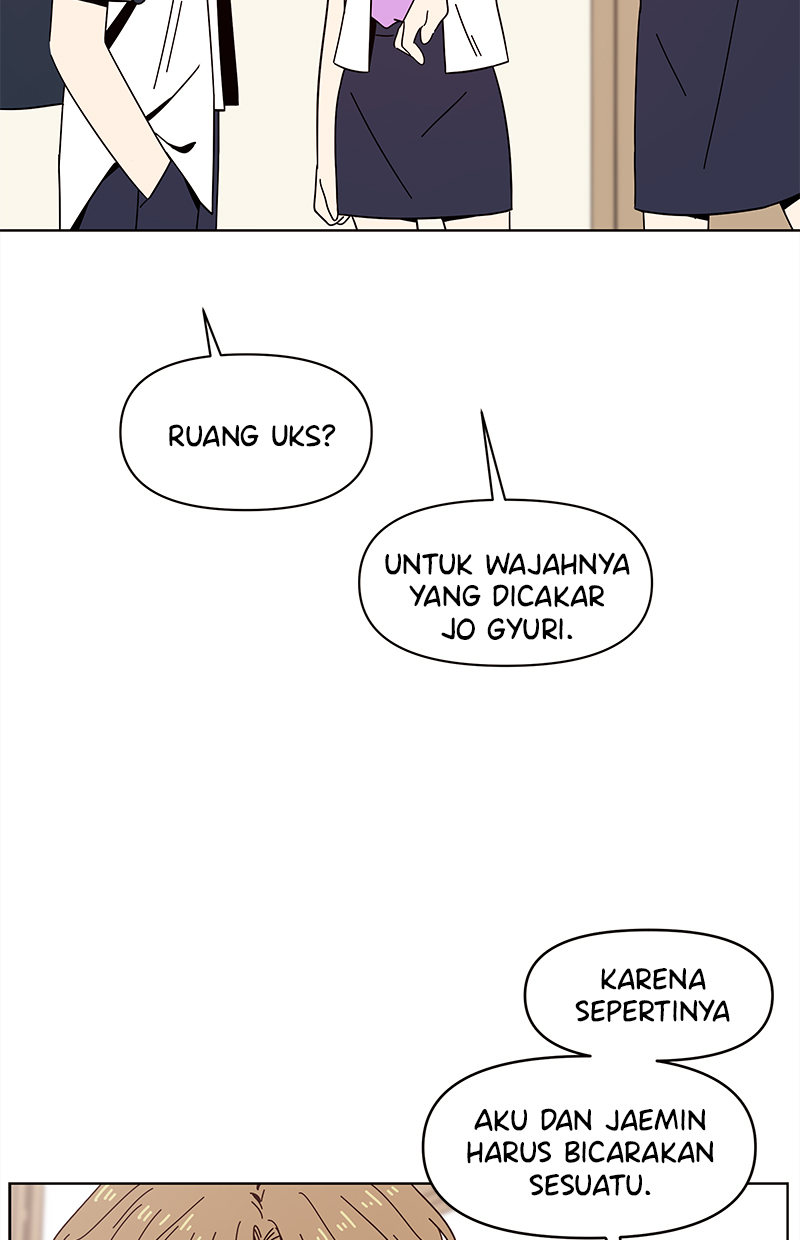 RUANG UKS?
UNTUK WAJAHNYA
YANG DICAKAR
JO GYURI.
KARENA
SEPERTINYA
AKU DAN JAEMIN
HARUS BICARAKAN
SESUATU.